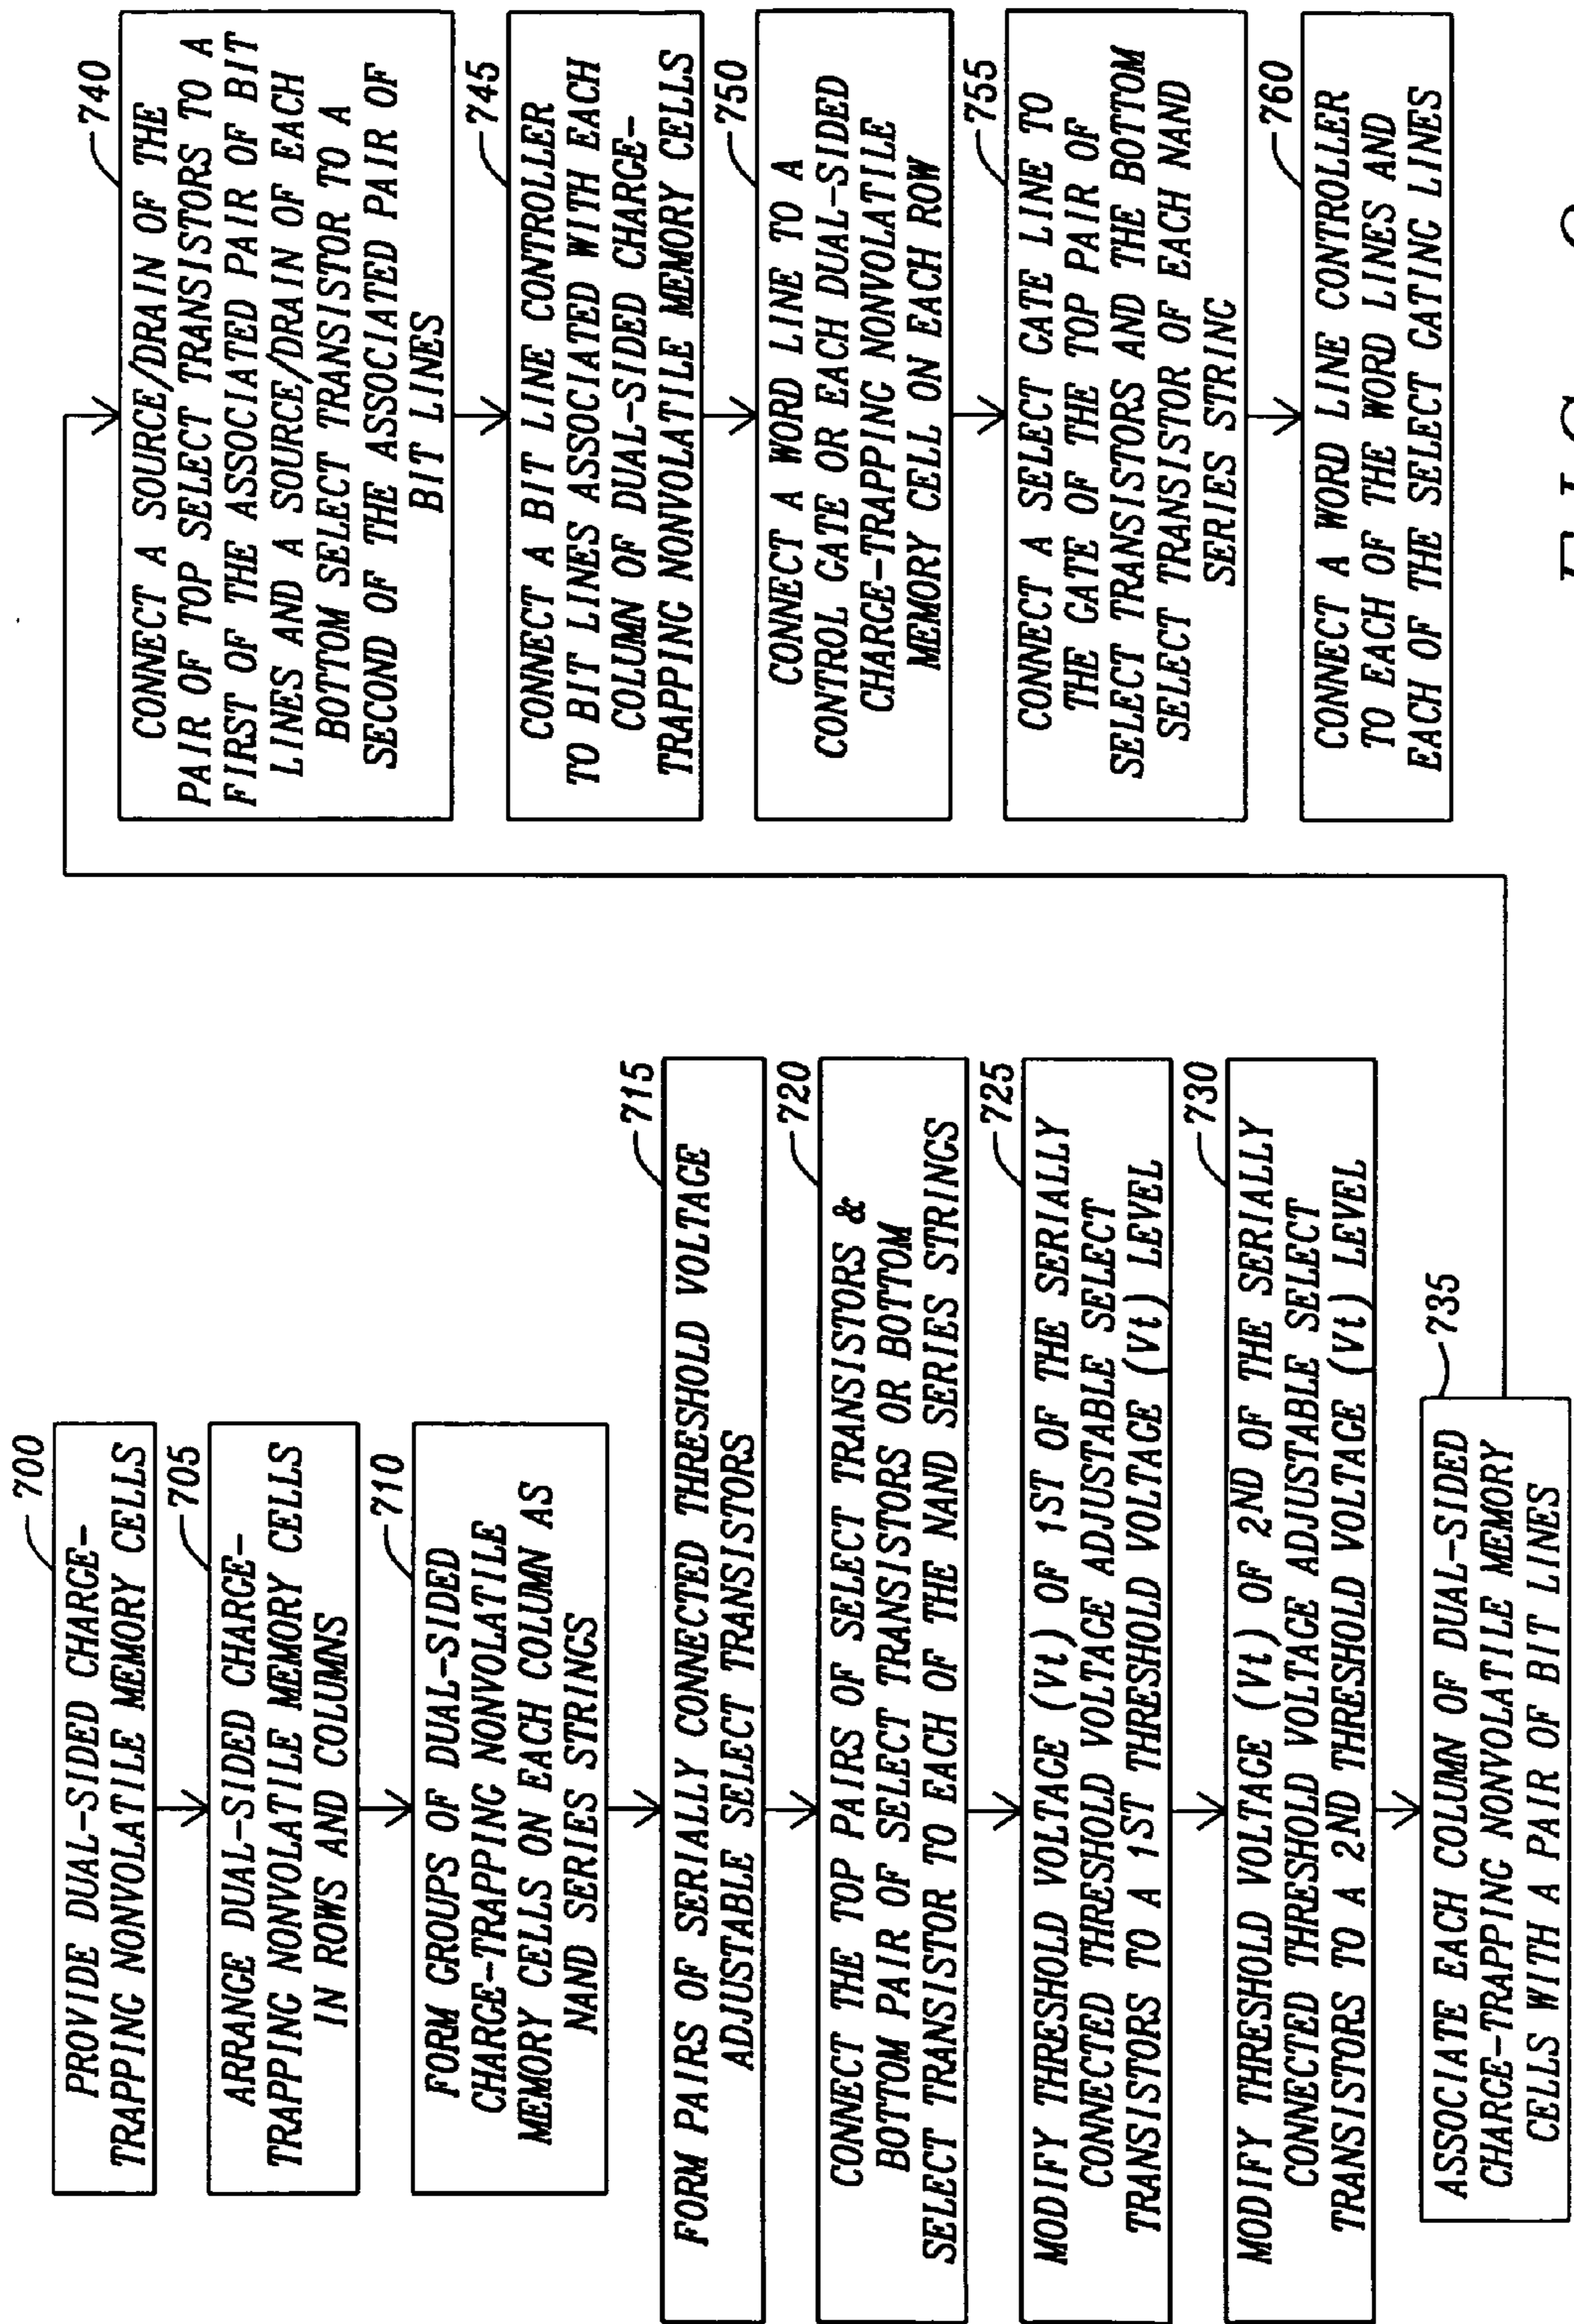 700
PROVIDE DUAL-SIDED CHARGE-
TRAPPING NONVOLATILE MEMORY CELLS
705
ARRANGE DUAL-SIDED CHARGE-
TRAPPING NONVOLATILE MEMORY CELLS
IN ROWS AND COLUMNS
710
FORM GROUPS OF DUAL-SIDED
CHARGE-TRAPPING NONVOLATILE
MEMORY CELLS ON EACH COLUMN AS
NAND SERIES STRINGS
715
FORM PAIRS OF SERIALLY CONNECTED THRESHOLD VOLTAGE
ADJUSTABLE SELECT TRANSISTORS
720
CONNECT THE TOP PAIRS OF SELECT TRANSISTORS &
BOTTOM PAIR OF SELECT TRANSISTORS OR BOTTOM
SELECT TRANSISTOR TO EACH OF THE NAND SERIES STRINGS
725
MODIFY THRESHOLD VOLTAGE (Vt) OF 1ST OF THE SERIALLY
CONNECTED THRESHOLD VOLTAGE ADJUSTABLE SELECT
TRANSISTORS TO A 1ST THRESHOLD VOLTAGE (Vt) LEVEL
730
MODIFY THRESHOLD VOLTAGE (Vt) OF 2ND OF THE SERIALLY
CONNECTED THRESHOLD VOLTAGE ADJUSTABLE SELECT
TRANSISTORS TO A 2ND THRESHOLD VOLTAGE (Vt) LEVEL
735
ASSOCIATE EACH COLUMN OF DUAL-SIDED
CHARGE-TRAPPING NONVOLATILE MEMORY
CELLS WITH A PAIR OF BIT LINES
740
CONNECT A SOURCE/DRAIN OF THE
PAIR OF TOP SELECT TRANSISTORS TO A
FIRST OF THE ASSOCIATED PAIR OF BIT
LINES AND A SOURCE/DRAIN OF EACH
BOTTOM SELECT TRANSISTOR TO A
SECOND OF THE ASSOCIATED PAIR OF
BIT LINES
745
CONNECT A BIT LINE CONTROLLER
TO BIT LINES ASSOCIATED WITH EACH
COLUMN OF DUAL-SIDED CHARGE-
TRAPPING NONVOLATILE MEMORY CELLS
750
CONNECT A WORD LINE TO A
CONTROL GATE OR EACH DUAL-SIDED
CHARGE-TRAPPING NONVOLATILE
MEMORY CELL ON EACH ROW
755
CONNECT A SELECT GATE LINE TO
THE GATE OF THE TOP PAIR OF
SELECT TRANSISTORS AND THE BOTTOM
SELECT TRANSISTOR OF EACH NAND
SERIES STRING
760
CONNECT A WORD LINE CONTROLLER
TO EACH OF THE WORD LINES AND
EACH OF THE SELECT GATING LINES